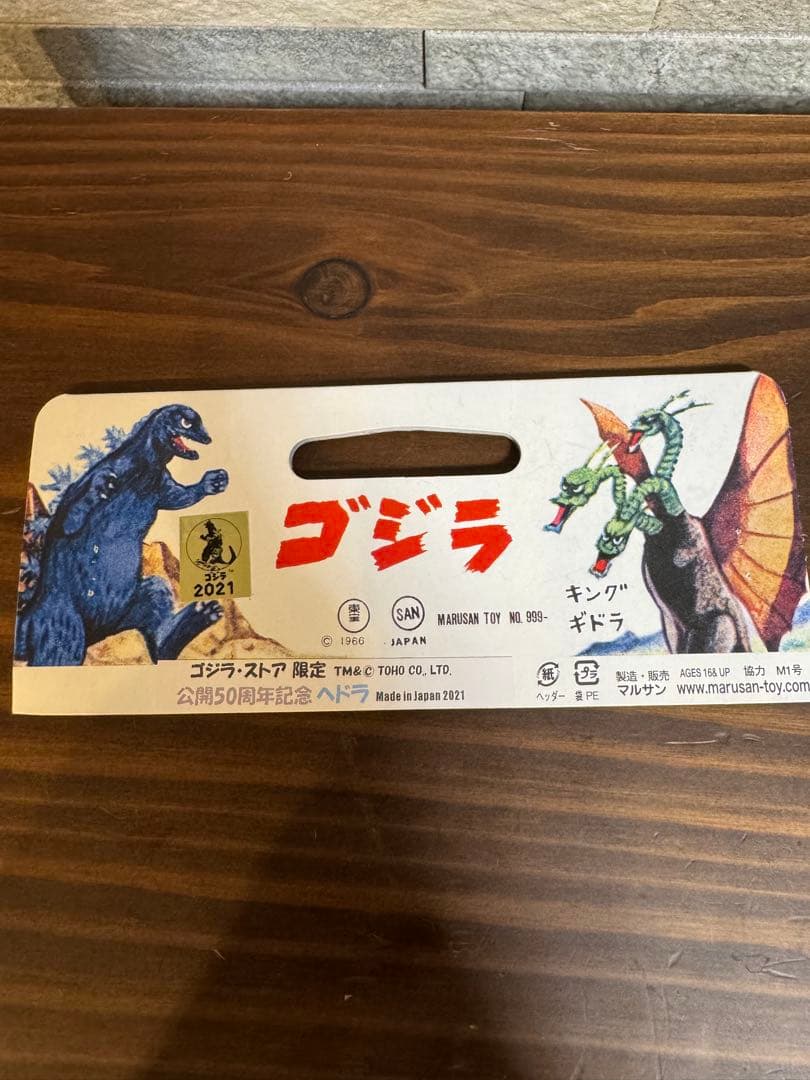 ゴジラ
ゴジラ™
2021
キング
ギドラ
東宝
© 1966
SAN
JAPAN
MARUSAN TOY NO. 999-
ゴジラ・ストア 限定 TM&© TOHO CO., LTD.
公開50周年記念 ヘドラ Made in Japan 2021
紙
ヘッダー
プラ
袋 PE
製造・販売
マルサン
AGES 16& UP 協力 M1号
www.marusan-toy.com